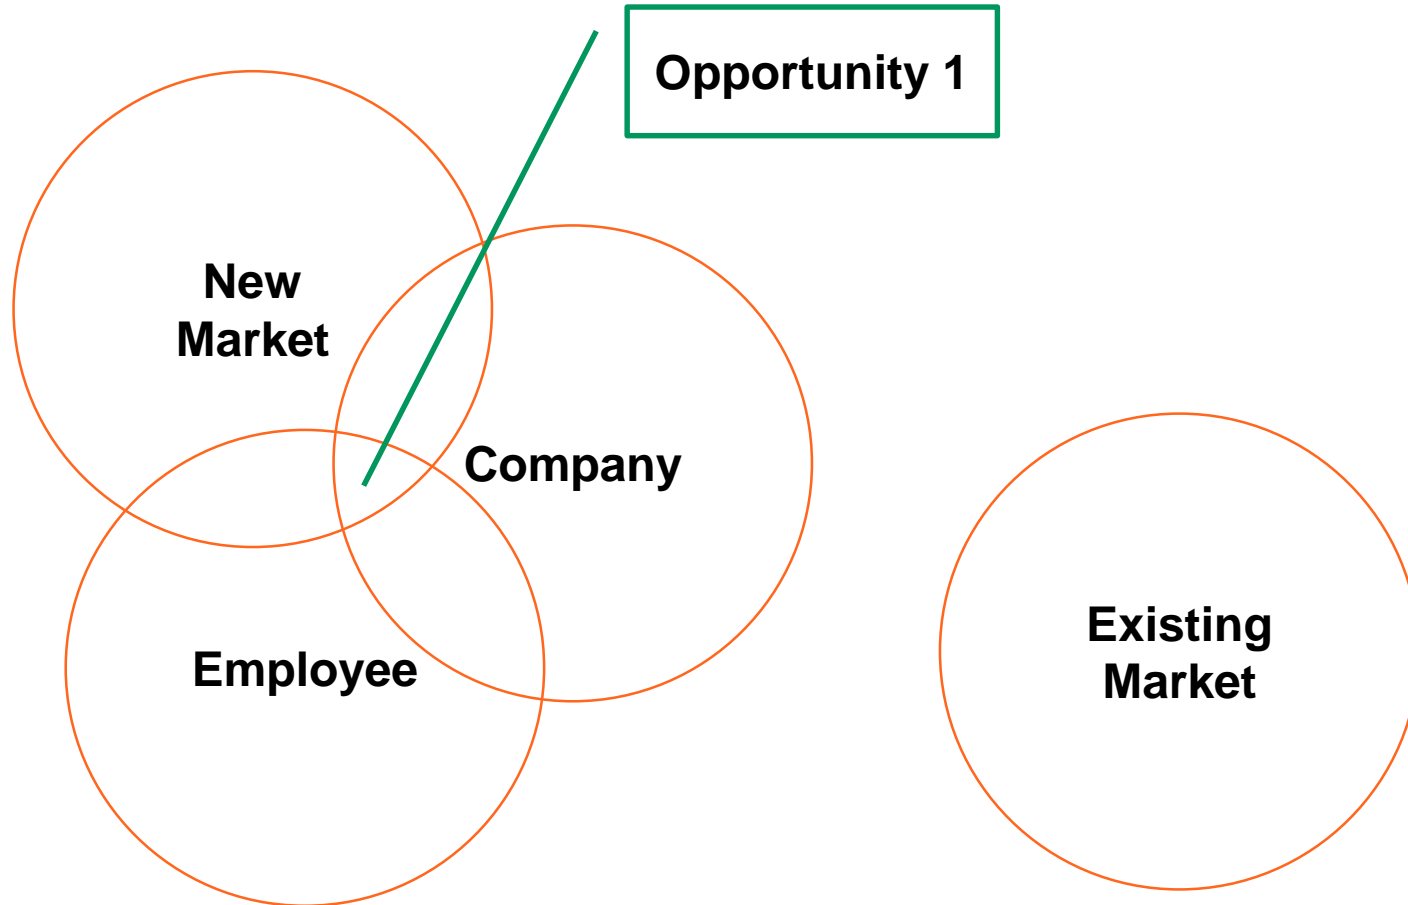 Opportunity 1
New
Market
Company
Employee
Existing
Market